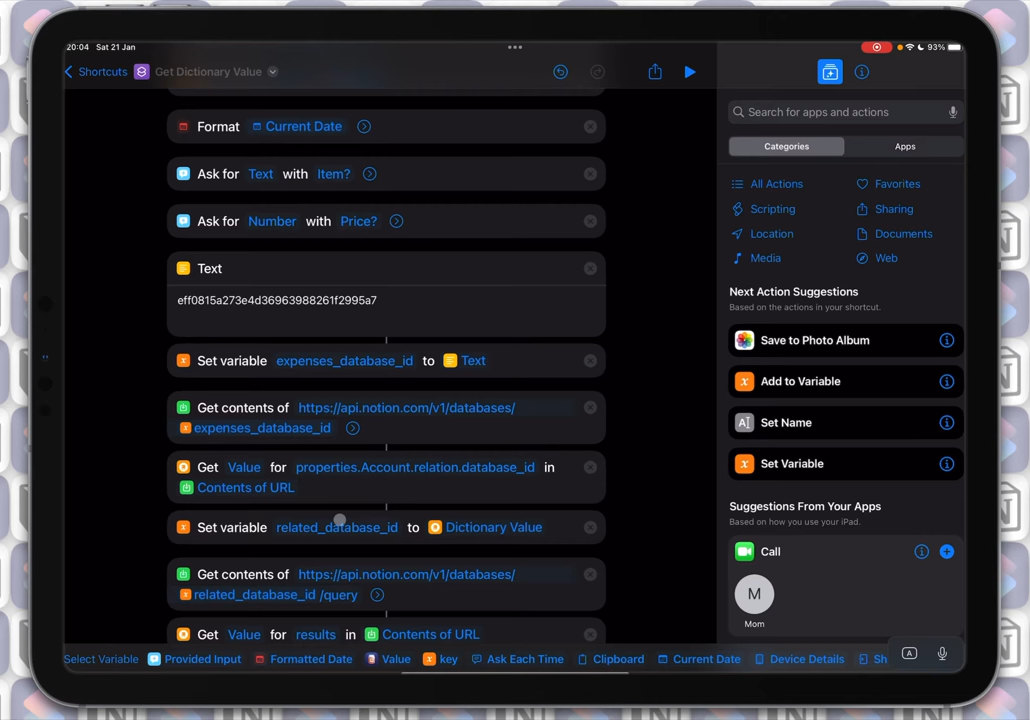 20:04 Sat 21 Jan
93%
Shortcuts Get Dictionary Value
Format Current Date
Ask for Text with Item?
Ask for Number with Price?
Text
eff0815a273e4d36963988261f2995a7
Set variable expenses_database_id to Text
Get contents of https://api.notion.com/v1/databases/
expenses_database_id
Get Value for properties.Account.relation.database_id in
Contents of URL
Set variable related_database_id to Dictionary Value
Get contents of https://api.notion.com/v1/databases/
related_database_id /query
Get Value for results in Contents of URL
Select Variable Provided Input Formatted Date Value key Ask Each Time Clipboard Current Date Device Details Sh
Search for apps and actions
Categories Apps
All Actions Favorites
Scripting Sharing
Location Documents
Media Web
Next Action Suggestions
Based on the actions in your shortcut.
Save to Photo Album
Add to Variable
Set Name
Set Variable
Suggestions From Your Apps
Based on how you use your iPad.
Call
M
Mom
A